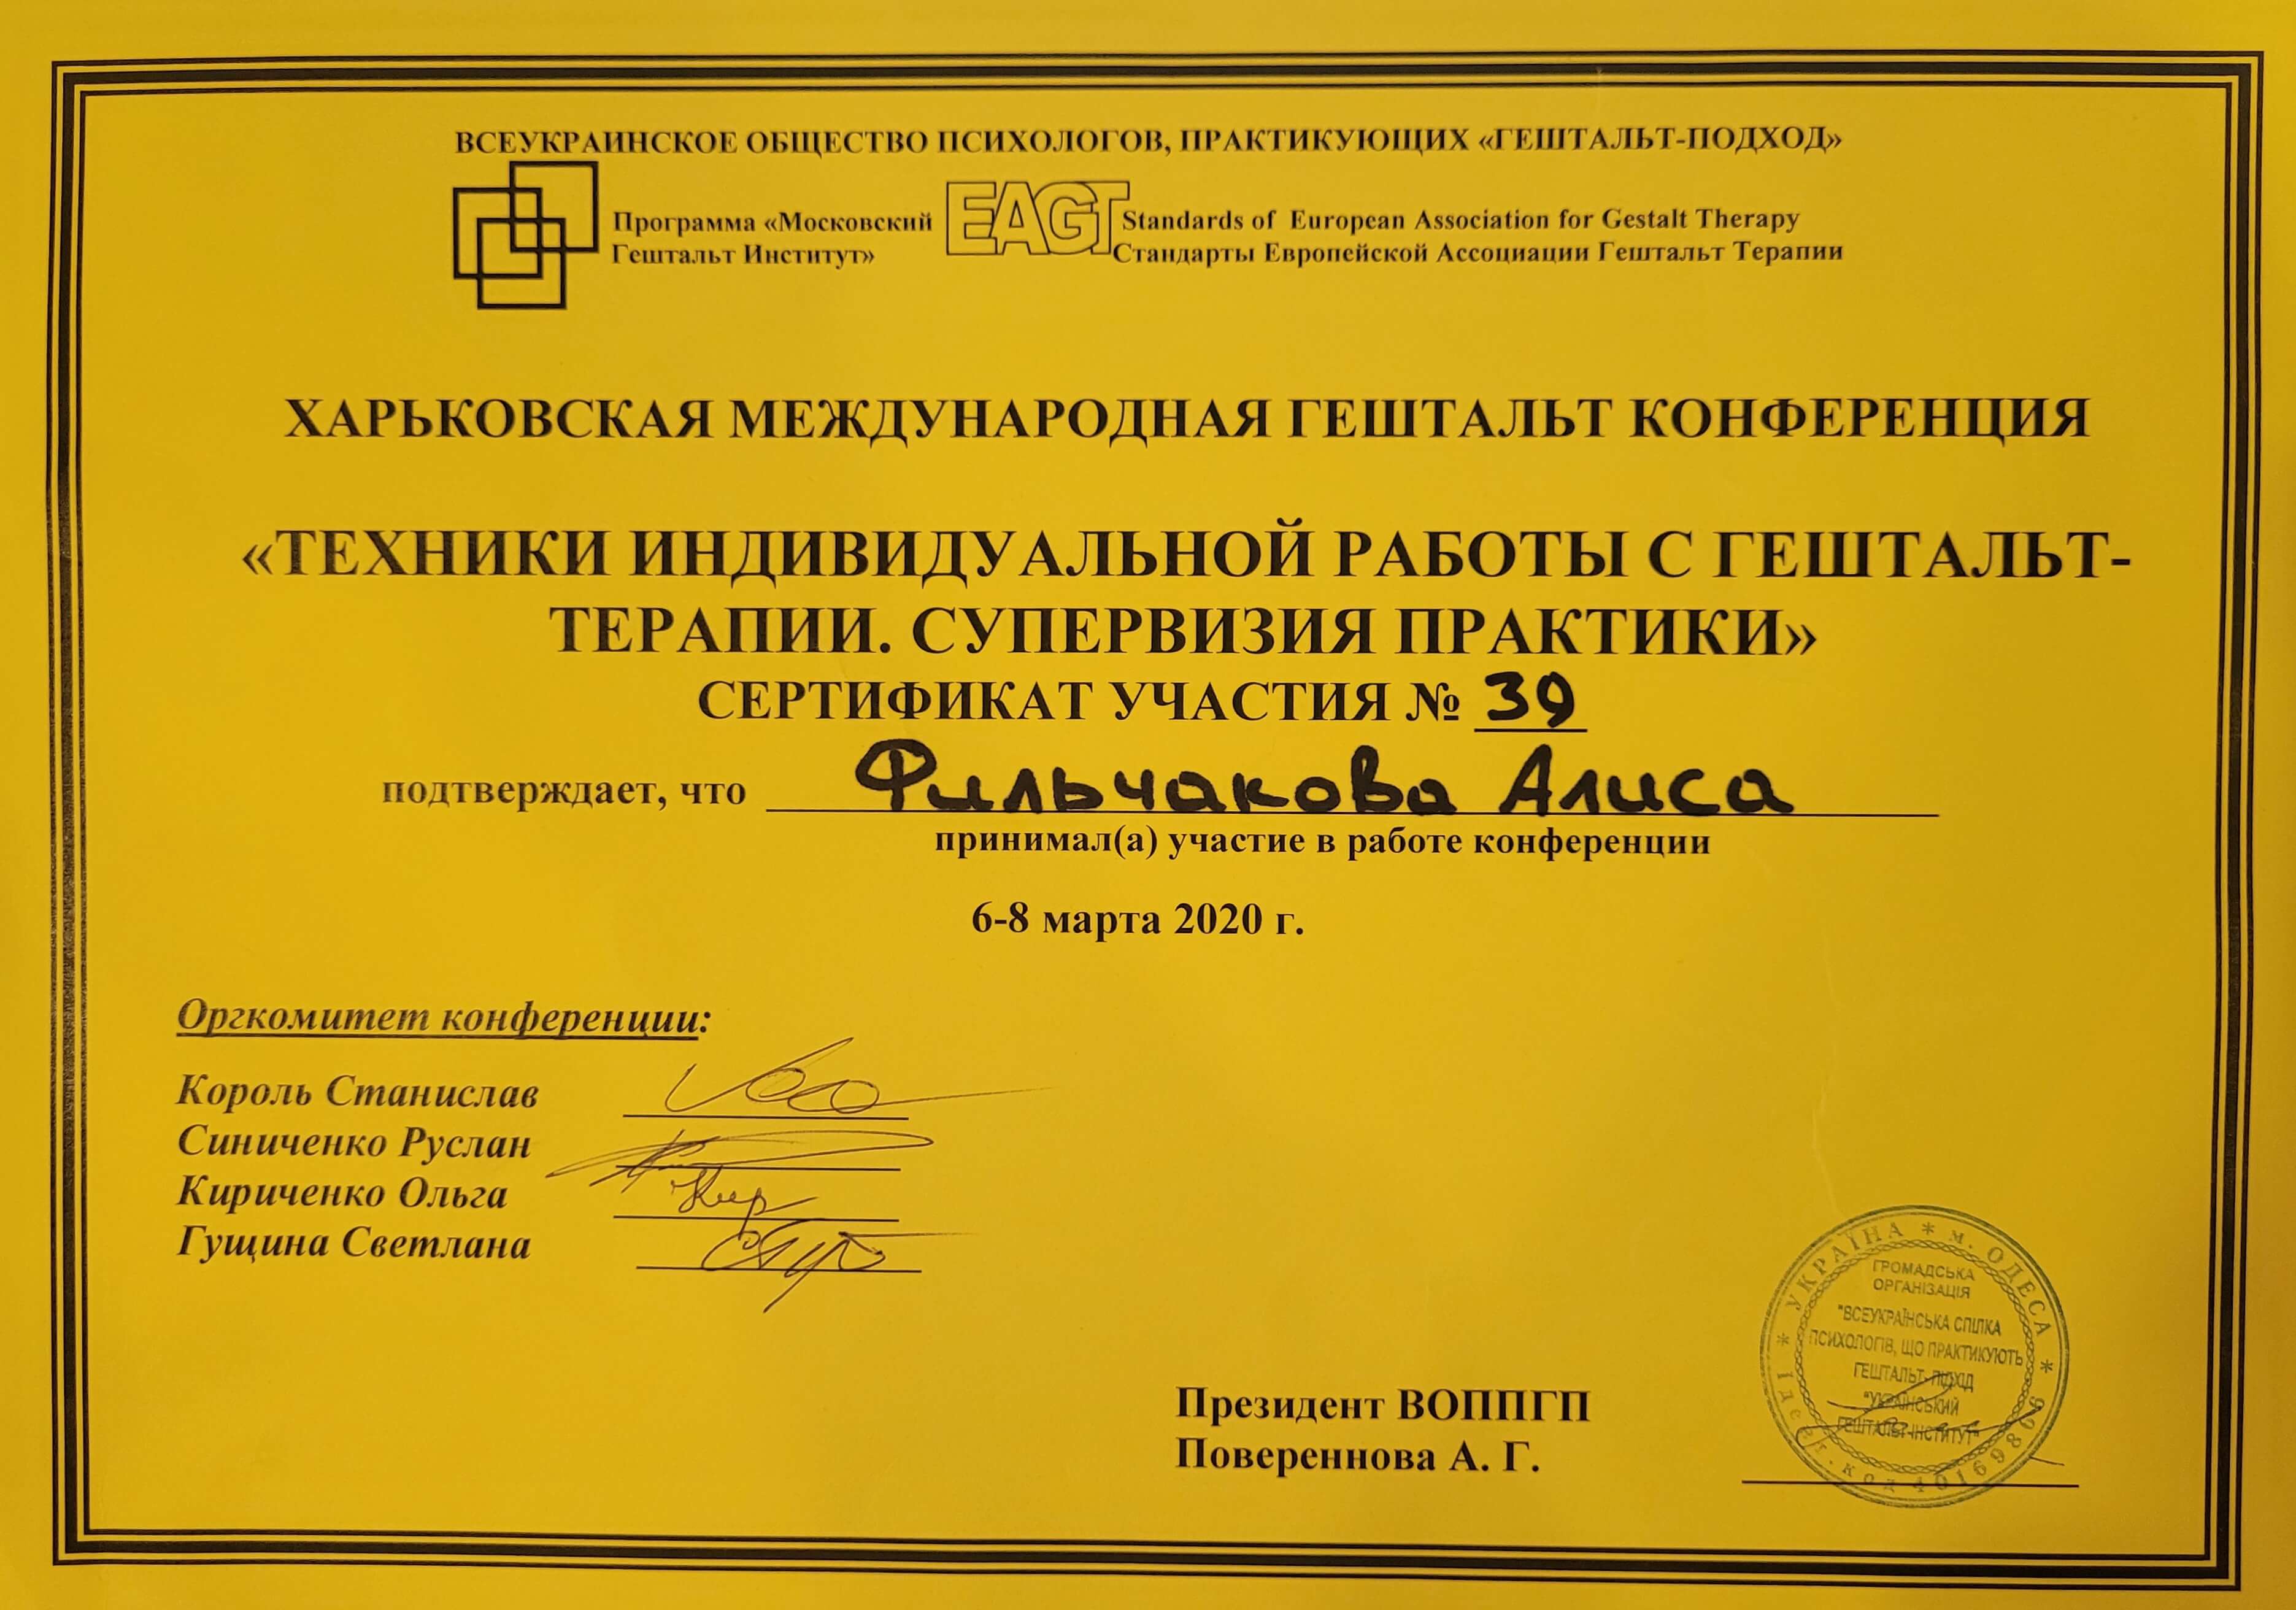 ВСЕУКРАИНСКОЕ ОБЩЕСТВО ПСИХОЛОГОВ, ПРАКТИКУЮЩИХ «ГЕШТАЛЬТ-ПОДХОД»
Программа «Московский
Гештальт Институт»
EAGT
Standards of European Association for Gestalt Therapy
Стандарты Европейской Ассоциации Гештальт Терапии
ХАРЬКОВСКАЯ МЕЖДУНАРОДНАЯ ГЕШТАЛЬТ КОНФЕРЕНЦИЯ
«ТЕХНИКИ ИНДИВИДУАЛЬНОЙ РАБОТЫ С ГЕШТАЛЬТ-
ТЕРАПИИ. СУПЕРВИЗИЯ ПРАКТИКИ»
СЕРТИФИКАТ УЧАСТИЯ № 39
подтверждает, что Фильчакова Алиса
принимал(а) участие в работе конференции
6-8 марта 2020 г.
Оргкомитет конференции:
Король Станислав
Синиченко Руслан
Кириченко Ольга
Гущина Светлана
Президент ВОППГП
Повереннова А. Г.
УКРАЇНА * м. ОДЕСА *
ГРОМАДСЬКА
ОРГАНІЗАЦІЯ
"ВСЕУКРАЇНСЬКА СПІЛКА
ПСИХОЛОГІВ, ЩО ПРАКТИКУЮТЬ
ГЕШТАЛЬТ-ПІДХІД
"УКРАЇНСЬКИЙ
ГЕШТАЛЬТ-ІНСТИТУТ"